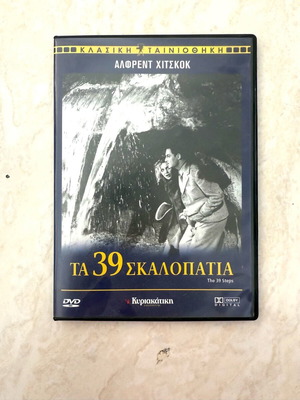 ΚΛΑΣΙΚΗ ΤΑΙΝΙΟΘΗΚΗ
ΑΛΦΡΕΝΤ ΧΙΤΣΚΟΚ
ΤΑ 39 ΣΚΑΛΟΠΑΤΙΑ
The 39 Steps
DVD
Κυριακάτικη
DOLBY
DIGITAL